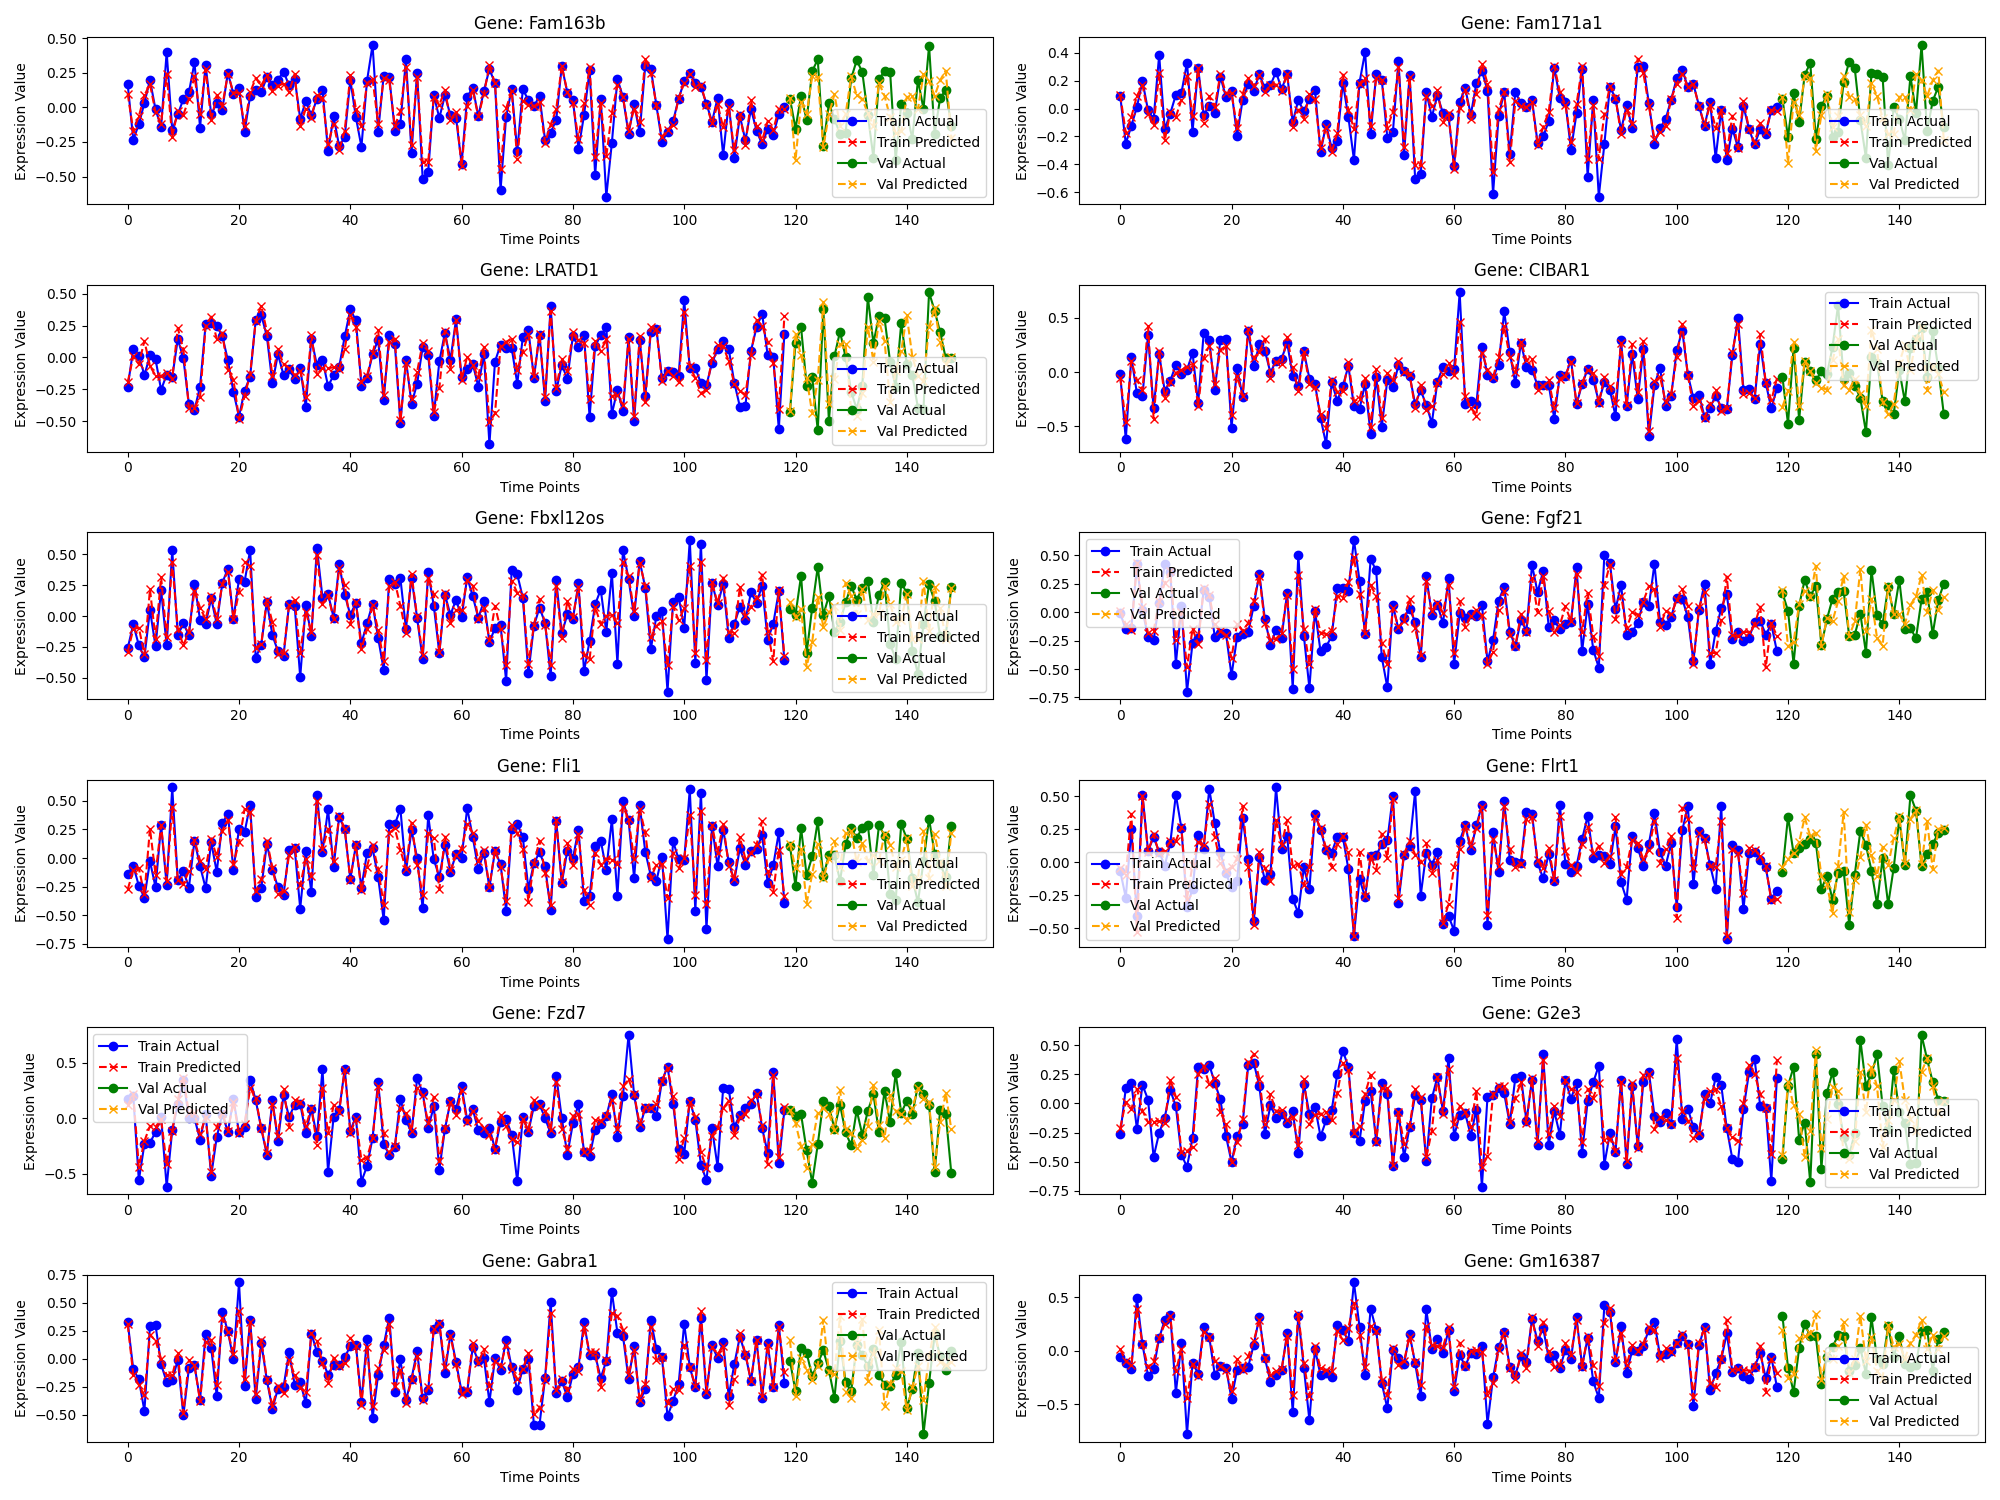 Gene: Fam163b
Expression Value
0.50
0.25
0.00
−0.25
−0.50
0 20 40 60 80 100 120 140
Time Points
Train Actual
Train Predicted
Val Actual
Val Predicted
Gene: Fam171a1
Expression Value
0.4
0.2
0.0
−0.2
−0.4
−0.6
0 20 40 60 80 100 120 140
Time Points
Train Actual
Train Predicted
Val Actual
Val Predicted
Gene: LRATD1
Expression Value
0.50
0.25
0.00
−0.25
−0.50
0 20 40 60 80 100 120 140
Time Points
Train Actual
Train Predicted
Val Actual
Val Predicted
Gene: CIBAR1
Expression Value
0.5
0.0
−0.5
0 20 40 60 80 100 120 140
Time Points
Train Actual
Train Predicted
Val Actual
Val Predicted
Gene: Fbxl12os
Expression Value
0.50
0.25
0.00
−0.25
−0.50
0 20 40 60 80 100 120 140
Time Points
Train Actual
Train Predicted
Val Actual
Val Predicted
Gene: Fgf21
Expression Value
0.50
0.25
0.00
−0.25
−0.50
−0.75
0 20 40 60 80 100 120 140
Time Points
Train Actual
Train Predicted
Val Actual
Val Predicted
Gene: Fli1
Expression Value
0.50
0.25
0.00
−0.25
−0.50
−0.75
0 20 40 60 80 100 120 140
Time Points
Train Actual
Train Predicted
Val Actual
Val Predicted
Gene: Flrt1
Expression Value
0.50
0.25
0.00
−0.25
−0.50
0 20 40 60 80 100 120 140
Time Points
Train Actual
Train Predicted
Val Actual
Val Predicted
Gene: Fzd7
Expression Value
0.5
0.0
−0.5
0 20 40 60 80 100 120 140
Time Points
Train Actual
Train Predicted
Val Actual
Val Predicted
Gene: G2e3
Expression Value
0.50
0.25
0.00
−0.25
−0.50
−0.75
0 20 40 60 80 100 120 140
Time Points
Train Actual
Train Predicted
Val Actual
Val Predicted
Gene: Gabra1
Expression Value
0.75
0.50
0.25
0.00
−0.25
−0.50
0 20 40 60 80 100 120 140
Time Points
Train Actual
Train Predicted
Val Actual
Val Predicted
Gene: Gm16387
Expression Value
0.5
0.0
−0.5
0 20 40 60 80 100 120 140
Time Points
Train Actual
Train Predicted
Val Actual
Val Predicted